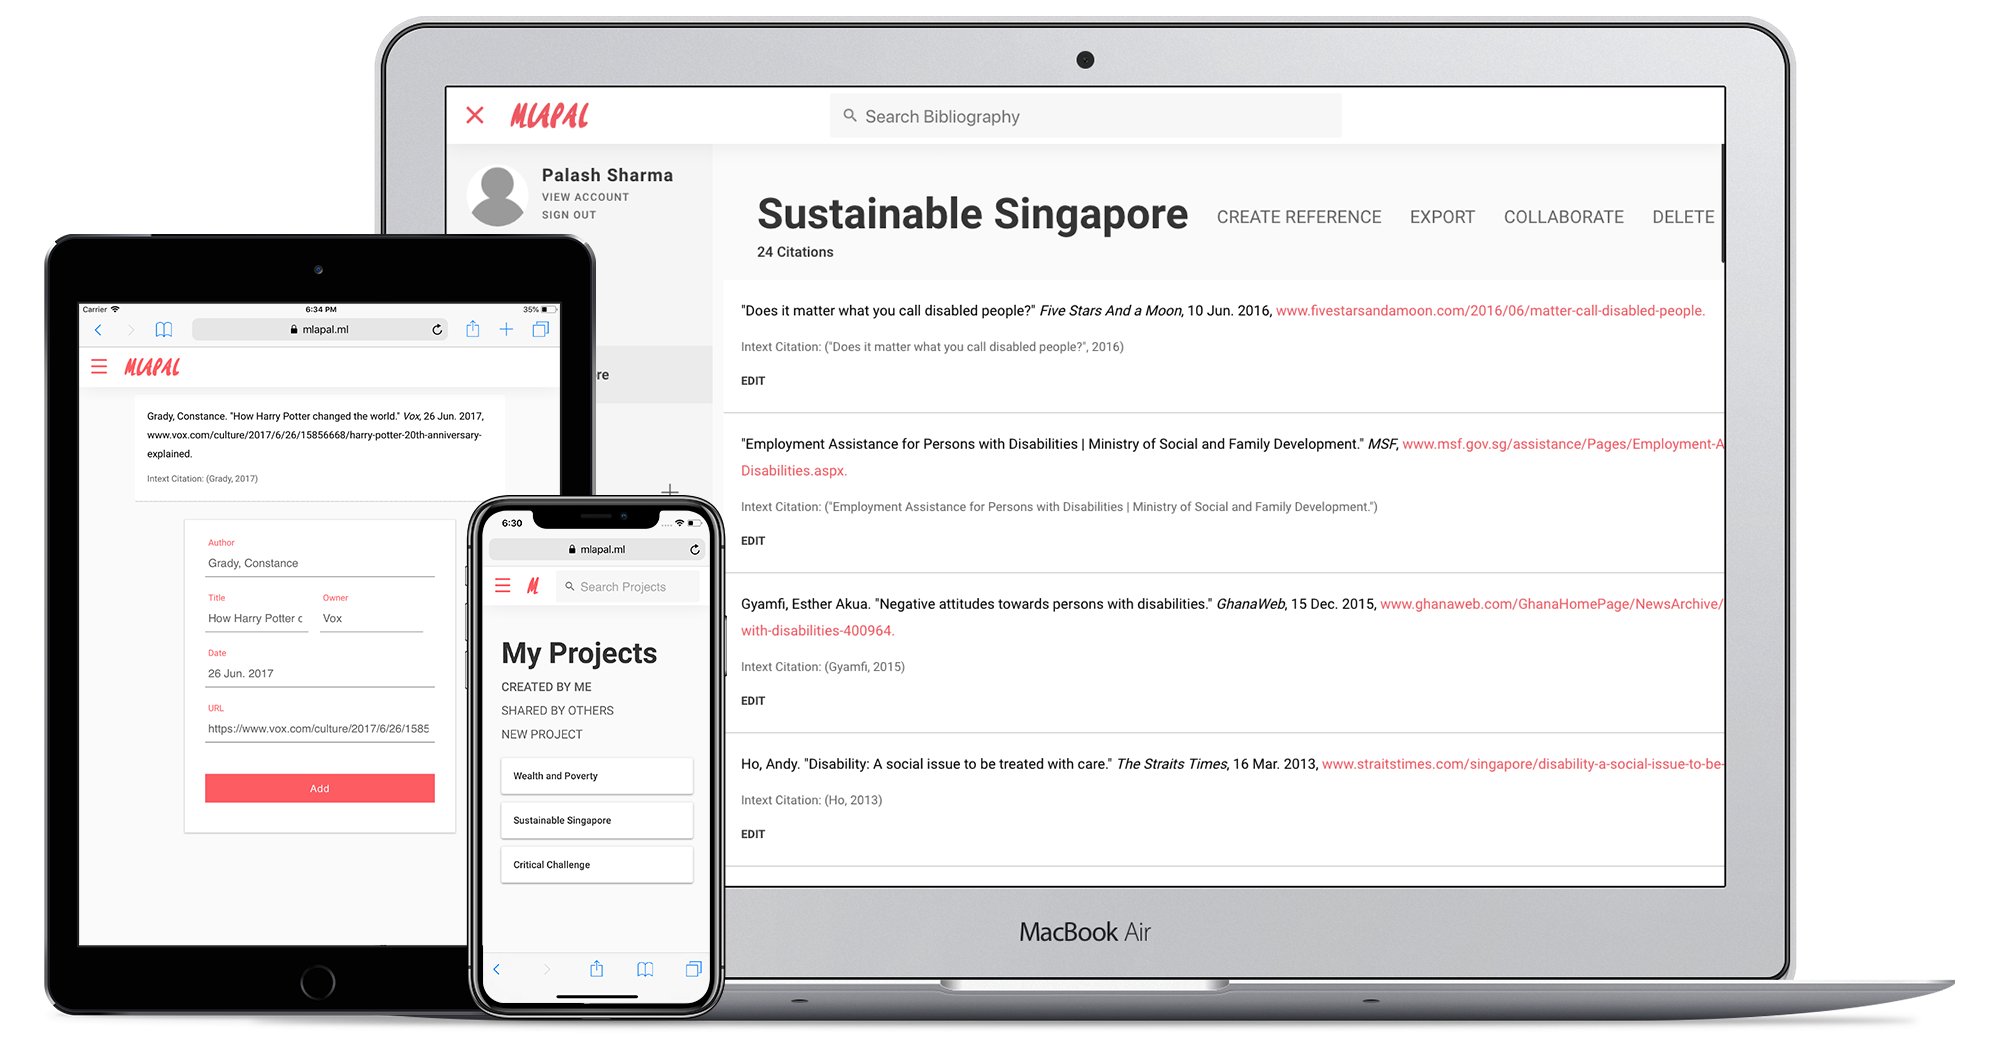 MLAPAL
Search Bibliography
Palash Sharma
VIEW ACCOUNT
SIGN OUT
re
Sustainable Singapore
CREATE REFERENCE
EXPORT
COLLABORATE
DELETE
24 Citations
"Does it matter what you call disabled people?" Five Stars And a Moon, 10 Jun. 2016, www.fivestarsandamoon.com/2016/06/matter-call-disabled-people.
Intext Citation: ("Does it matter what you call disabled people?", 2016)
EDIT
"Employment Assistance for Persons with Disabilities | Ministry of Social and Family Development." MSF, www.msf.gov.sg/assistance/Pages/Employment-A
Disabilities.aspx.
Intext Citation: ("Employment Assistance for Persons with Disabilities | Ministry of Social and Family Development.")
EDIT
Gyamfi, Esther Akua. "Negative attitudes towards persons with disabilities." GhanaWeb, 15 Dec. 2015, www.ghanaweb.com/GhanaHomePage/NewsArchive/
with-disabilities-400964.
Intext Citation: (Gyamfi, 2015)
EDIT
Ho, Andy. "Disability: A social issue to be treated with care." The Straits Times, 16 Mar. 2013, www.straitstimes.com/singapore/disability-a-social-issue-to-be-
Intext Citation: (Ho, 2013)
EDIT
MacBook Air
Carrier
6:34 PM
35%
mlapal.ml
MLAPAL
Grady, Constance. "How Harry Potter changed the world." Vox, 26 Jun. 2017,
www.vox.com/culture/2017/6/26/15856668/harry-potter-20th-anniversary-
explained.
Intext Citation: (Grady, 2017)
Author
Grady, Constance
Title
Owner
How Harry Potter c
Vox
Date
26 Jun. 2017
URL
https://www.vox.com/culture/2017/6/26/1585
Add
6:30
mlapal.ml
M
Search Projects
My Projects
CREATED BY ME
SHARED BY OTHERS
NEW PROJECT
Wealth and Poverty
Sustainable Singapore
Critical Challenge